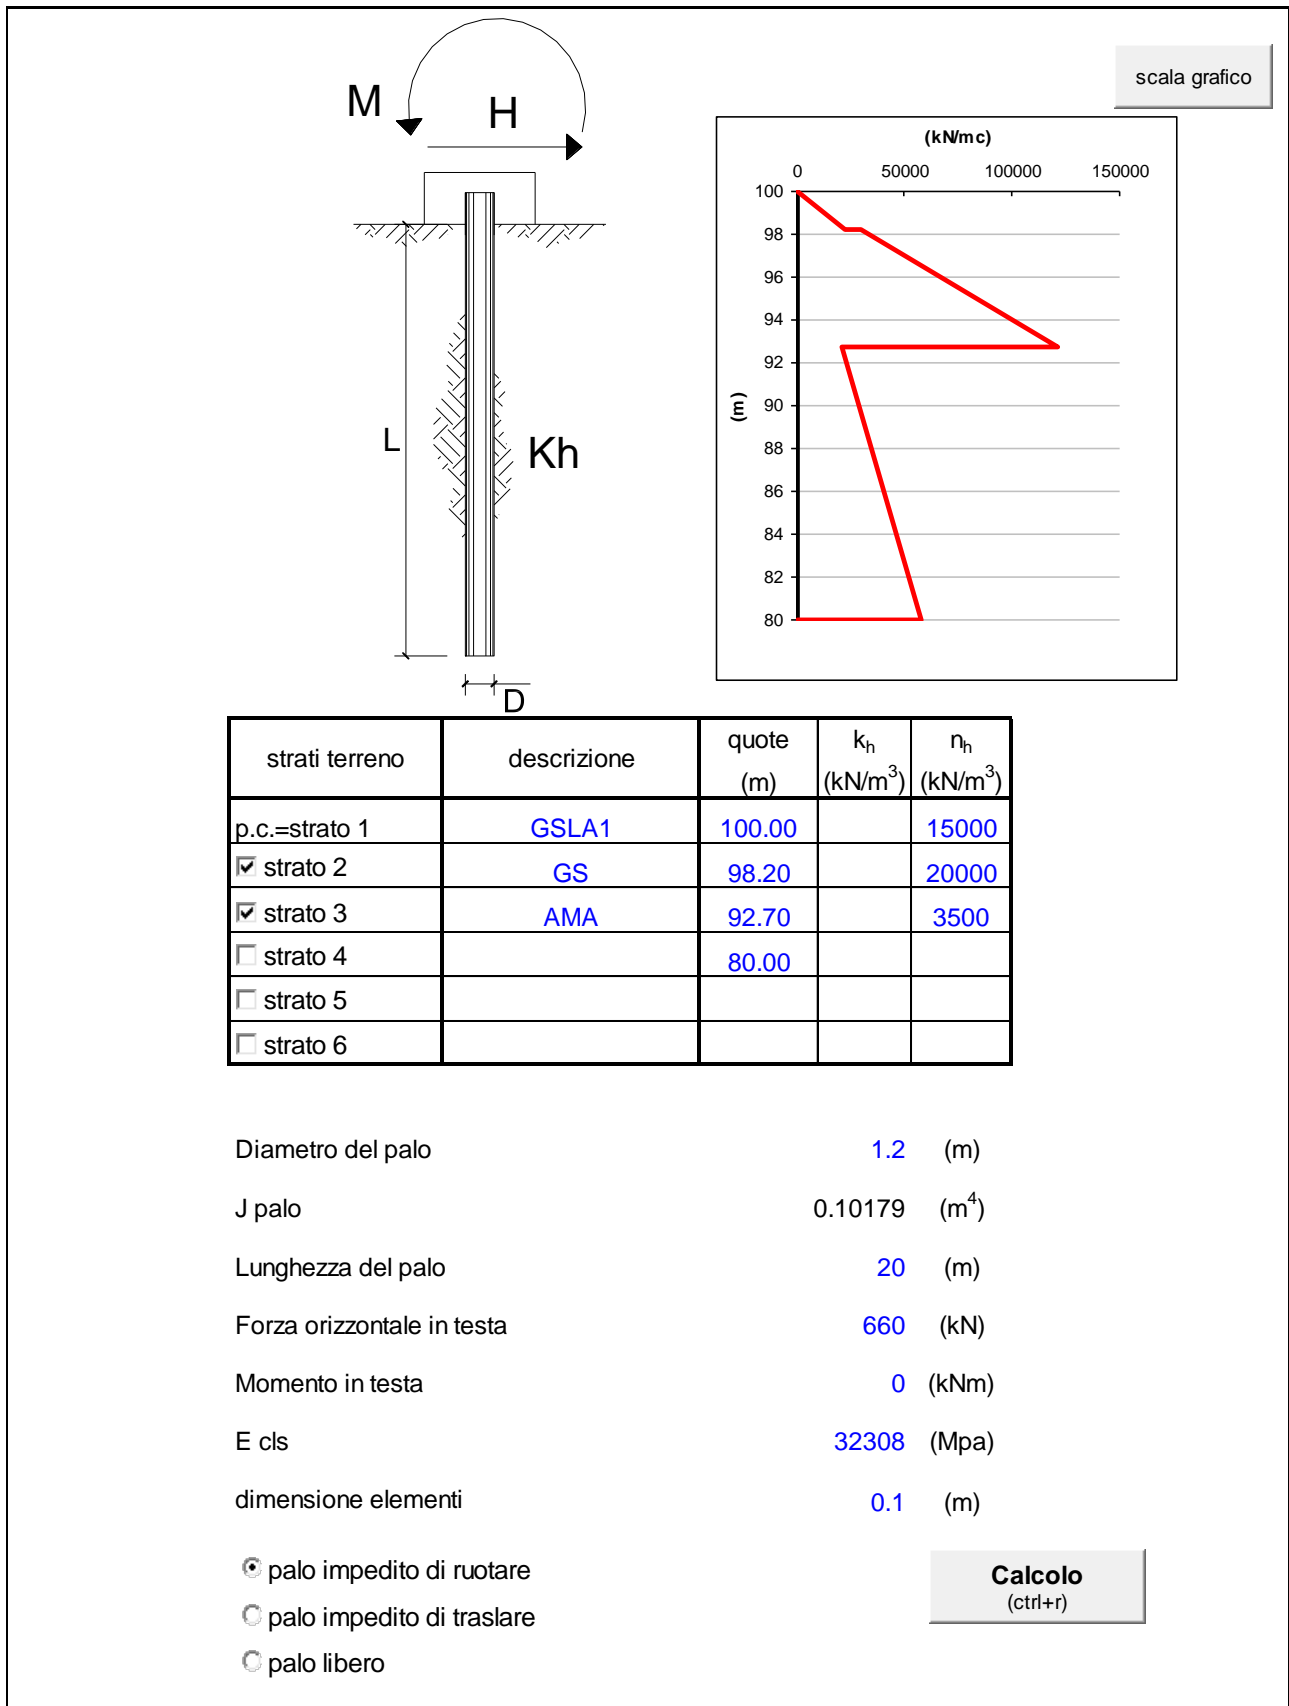 M
H
scala grafico
(kN/mc)
0 50000 100000 150000
100
98
96
94
92
90
88
86
84
82
80
(m)
L
Kh
D
strati terreno descrizione quote (m) kh (kN/m³) nh (kN/m³)
p.c.=strato 1 GSLA1 100.00 15000
strato 2 GS 98.20 20000
strato 3 AMA 92.70 3500
strato 4 80.00
strato 5
strato 6
Diametro del palo 1.2 (m)
J palo 0.10179 (m⁴)
Lunghezza del palo 20 (m)
Forza orizzontale in testa 660 (kN)
Momento in testa 0 (kNm)
E cls 32308 (Mpa)
dimensione elementi 0.1 (m)
palo impedito di ruotare
palo impedito di traslare
palo libero
Calcolo
(ctrl+r)